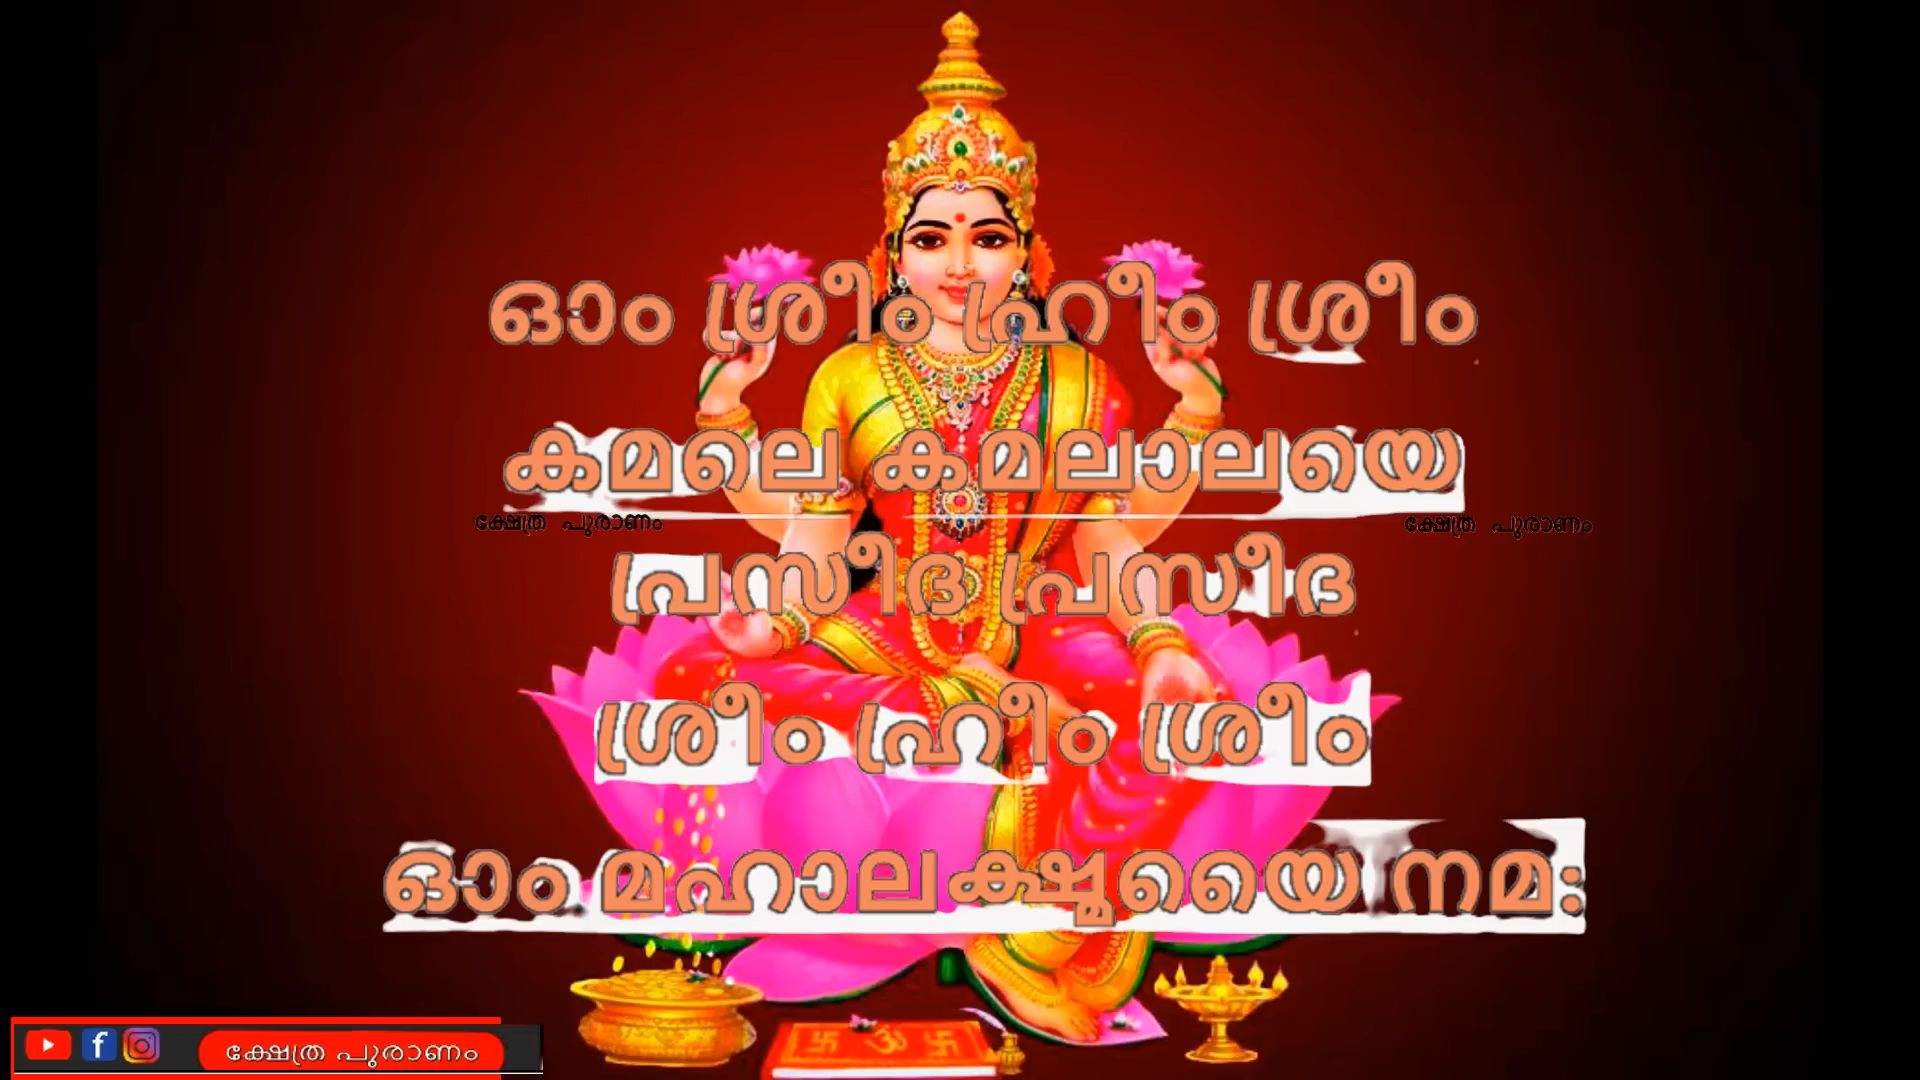 ഓം ശ്രീം ഹ്രീം ശ്രീം
കമലെ കമലാലയെ
ക്ഷേത്ര പുരാണം
ക്ഷേത്ര പുരാണം
പ്രസീദ പ്രസീദ
ശ്രീം ഹ്രീം ശ്രീം
ഓം മഹാലക്ഷ്മൂയൈ നമ:
ക്ഷേത്ര പുരാണം